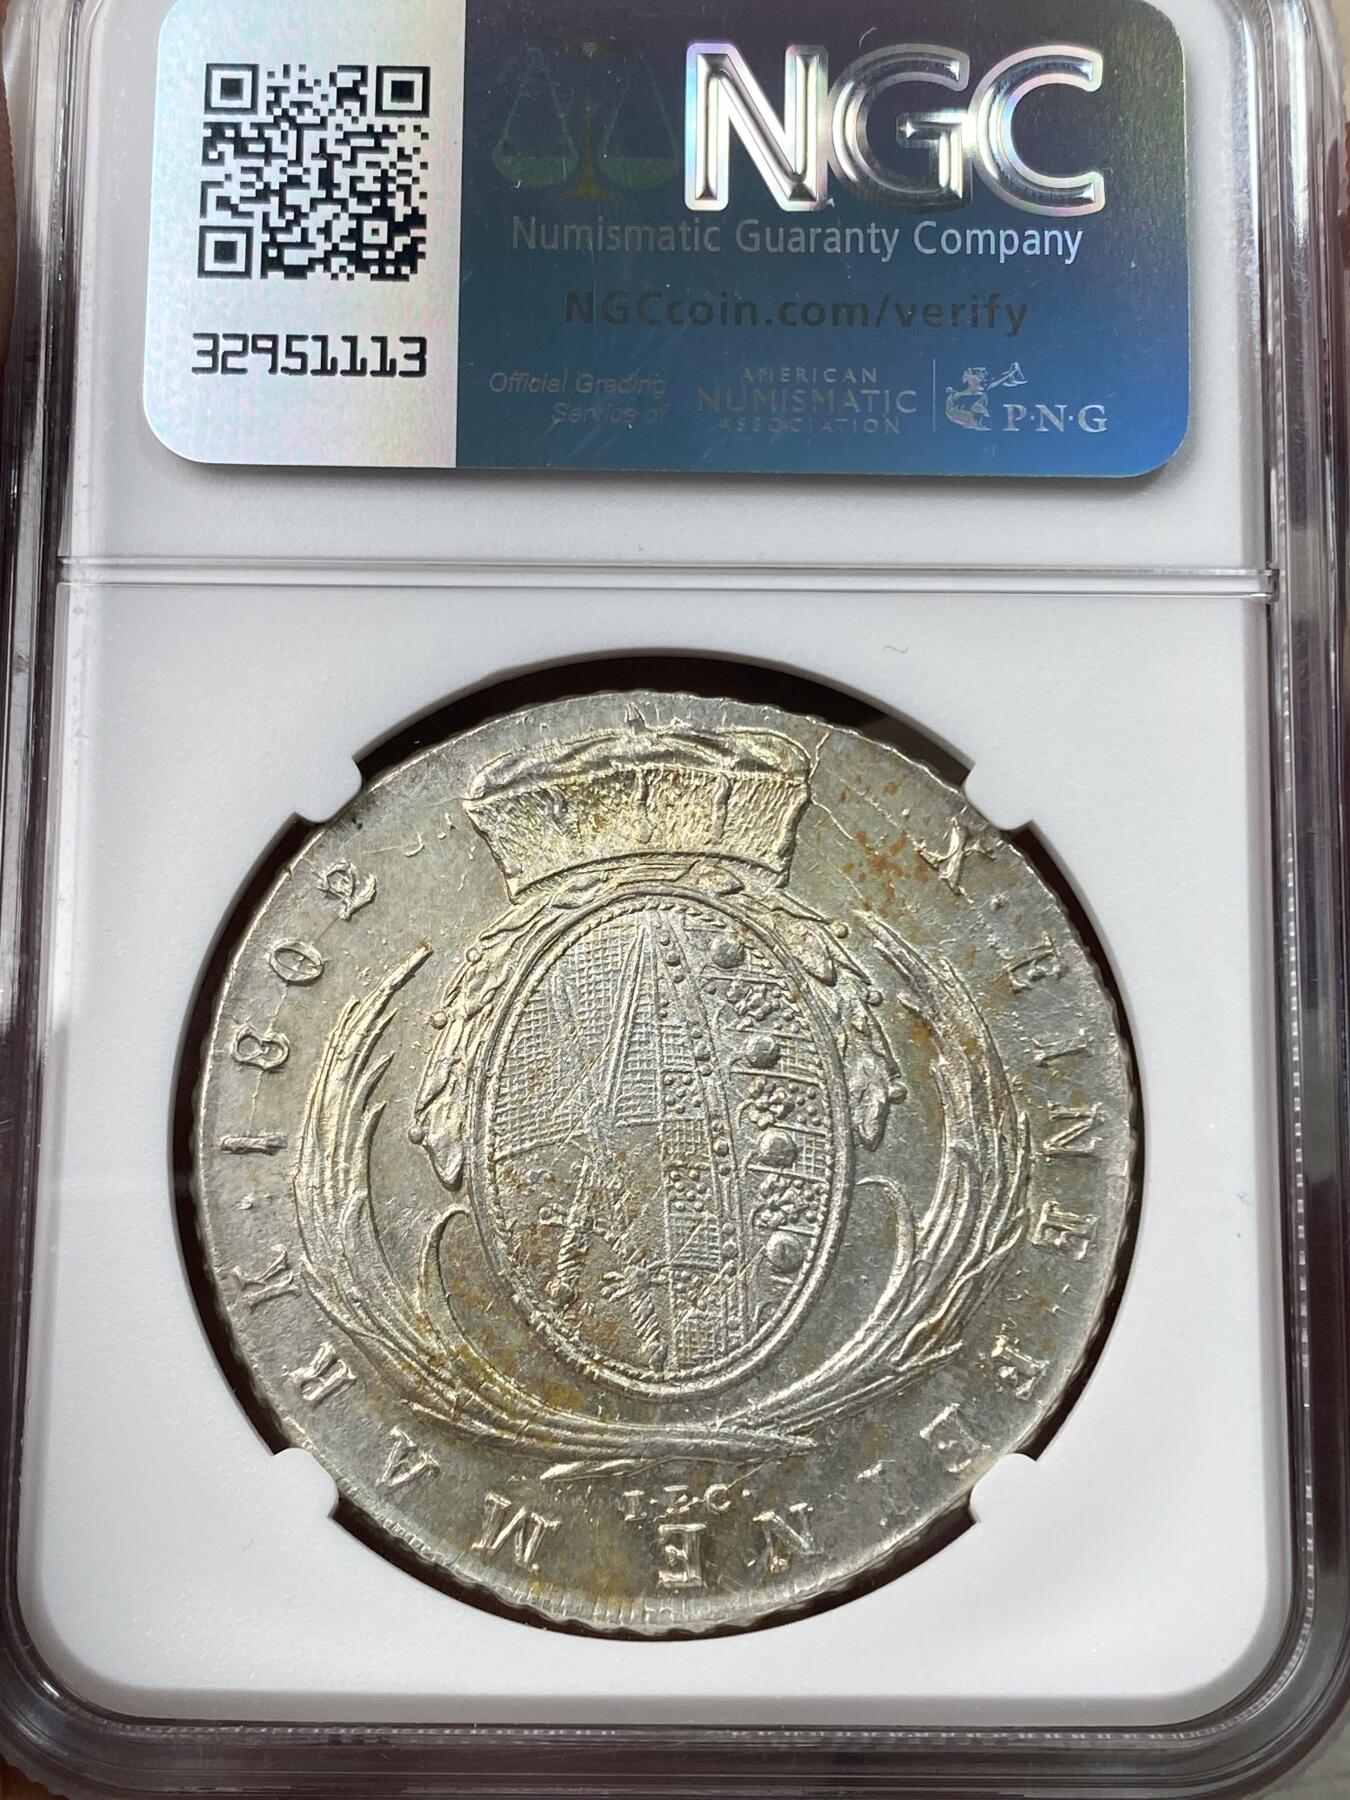 NGC
Numismatic Guaranty Company
NGCcoin.com/verify
32951113
Official Grading
Service of
AMERICAN
NUMISMATIC
ASSOCIATION
P·N·G
X·EINE FEINE MARK·1802
I·E·C·